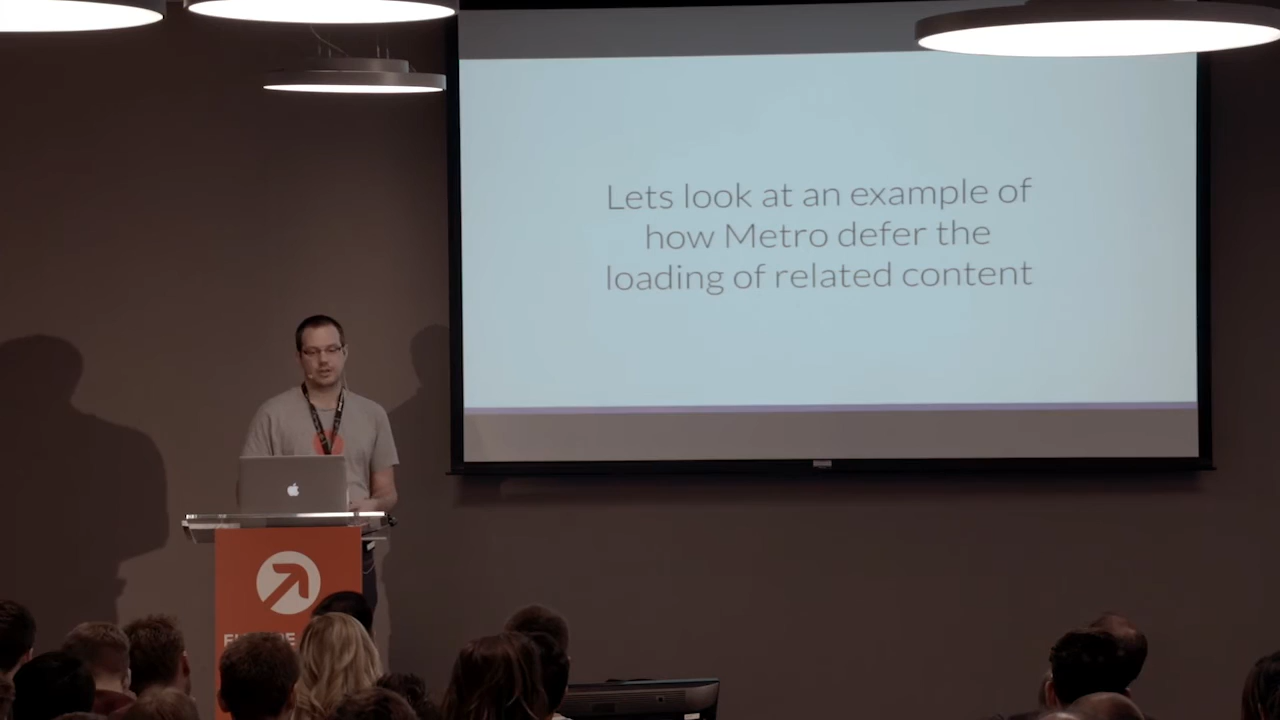 Lets look at an example of
how Metro defer the
loading of related content